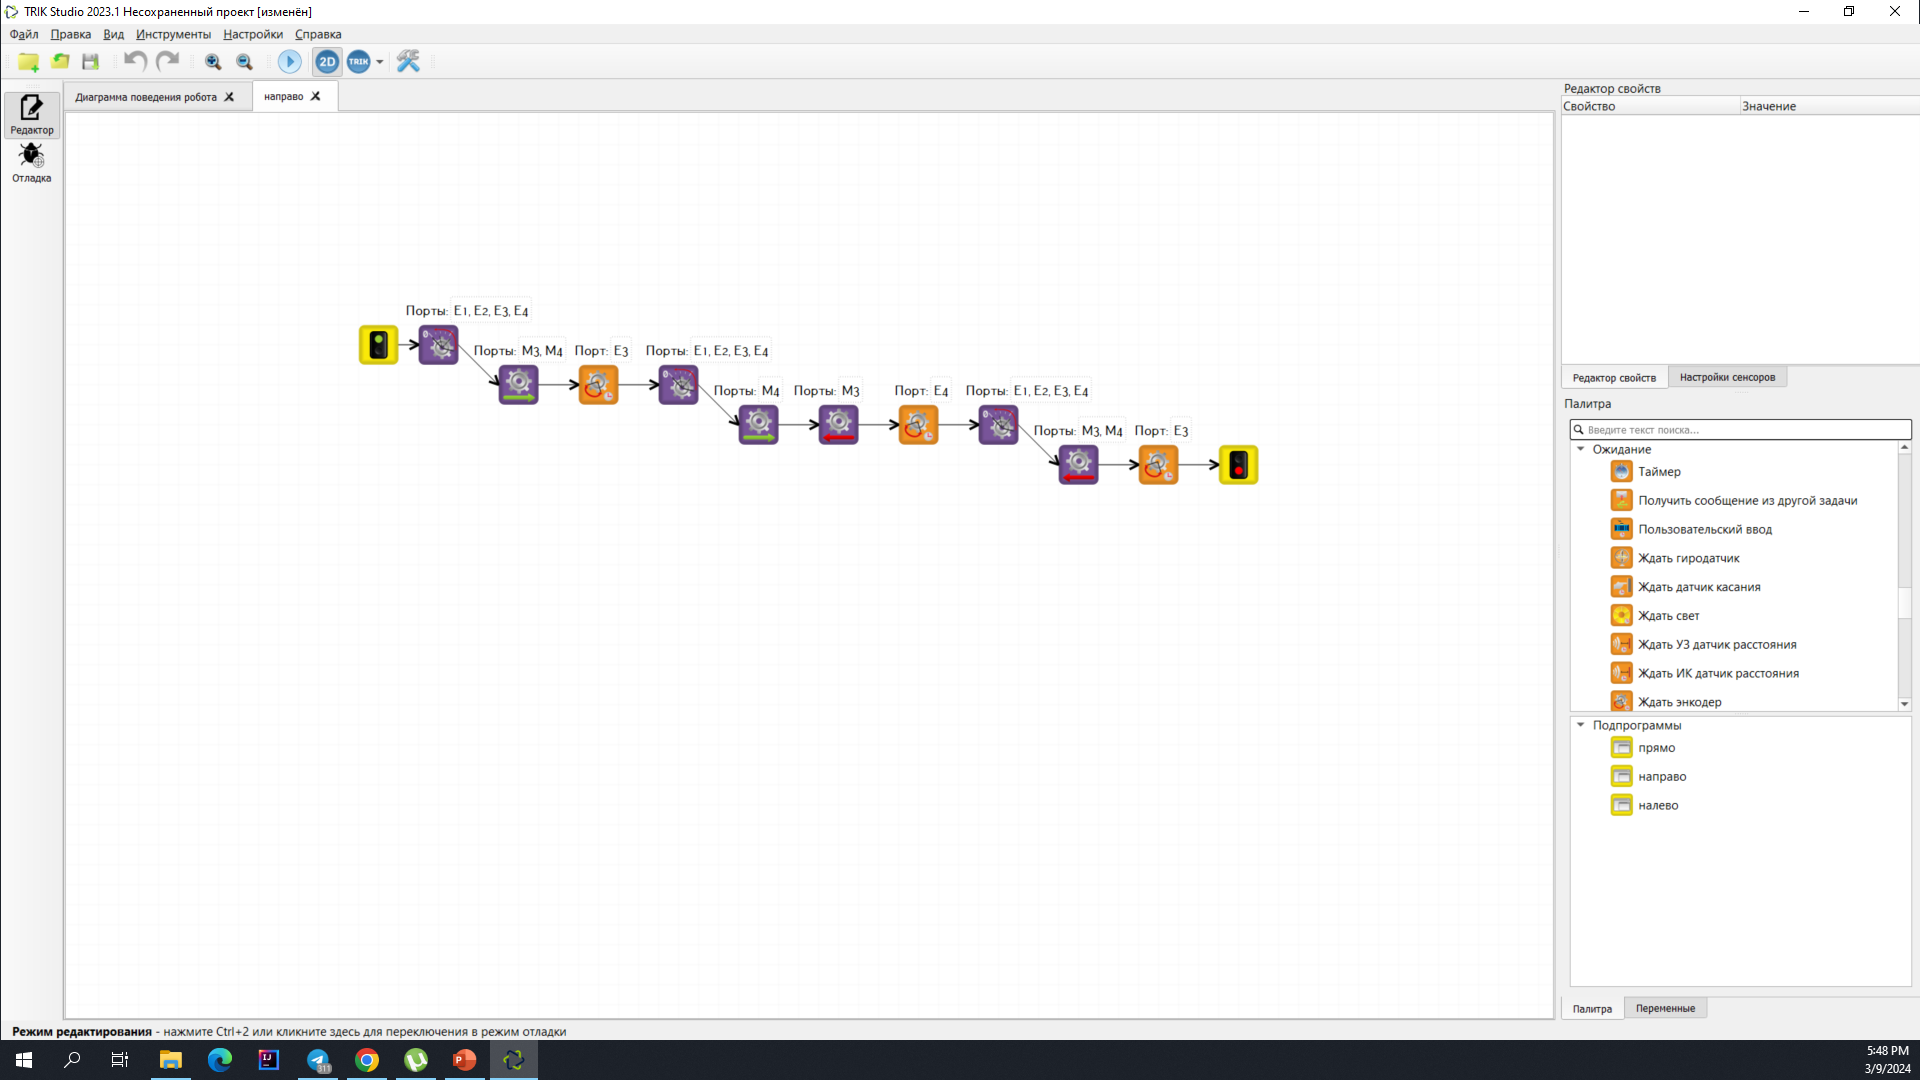 TRIK Studio 2023.1 Несохраненный проект [изменён]
Файл Правка Вид Инструменты Настройки Справка
2D TRIK
Диаграмма поведения робота
направо
Редактор
Отладка
Порты: E1, E2, E3, E4
Порты: M3, M4
Порт: E3
Порты: E1, E2, E3, E4
Порты: M4
Порты: M3
Порт: E4
Порты: E1, E2, E3, E4
Порты: M3, M4
Порт: E3
Редактор свойств
Свойство Значение
Редактор свойств Настройки сенсоров
Палитра
Введите текст поиска...
Ожидание
Таймер
Получить сообщение из другой задачи
Пользовательский ввод
Ждать гиродатчик
Ждать датчик касания
Ждать свет
Ждать УЗ датчик расстояния
Ждать ИК датчик расстояния
Ждать энкодер
Подпрограммы
прямо
направо
налево
Палитра Переменные
Режим редактирования - нажмите Ctrl+2 или кликните здесь для переключения в режим отладки
IJ
311
P
5:48 PM
3/9/2024